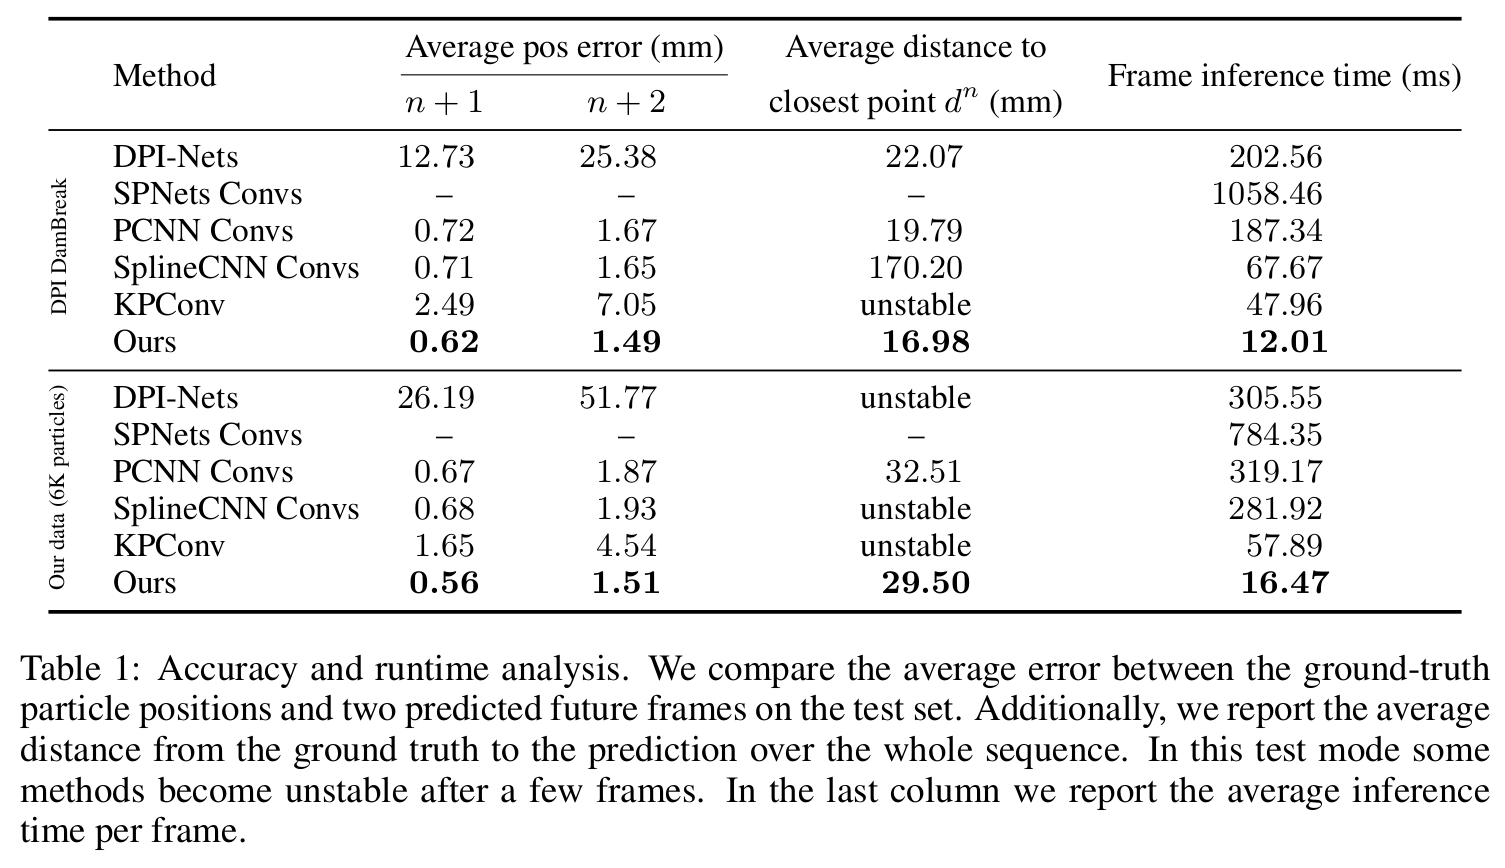 Method Average pos error (mm) Average distance to closest point dⁿ (mm) Frame inference time (ms)
n + 1 n + 2
DPI DamBreak
DPI-Nets 12.73 25.38 22.07 202.56
SPNets Convs – – – 1058.46
PCNN Convs 0.72 1.67 19.79 187.34
SplineCNN Convs 0.71 1.65 170.20 67.67
KPConv 2.49 7.05 unstable 47.96
Ours 0.62 1.49 16.98 12.01
Our data (6K particles)
DPI-Nets 26.19 51.77 unstable 305.55
SPNets Convs – – – 784.35
PCNN Convs 0.67 1.87 32.51 319.17
SplineCNN Convs 0.68 1.93 unstable 281.92
KPConv 1.65 4.54 unstable 57.89
Ours 0.56 1.51 29.50 16.47
Table 1: Accuracy and runtime analysis. We compare the average error between the ground-truth
particle positions and two predicted future frames on the test set. Additionally, we report the average
distance from the ground truth to the prediction over the whole sequence. In this test mode some
methods become unstable after a few frames. In the last column we report the average inference
time per frame.